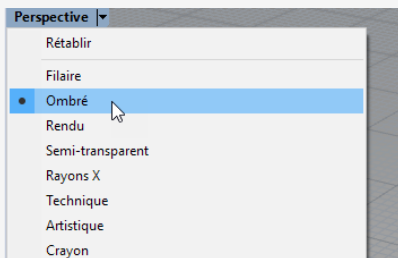 Perspective
Rétablir
Filaire
Ombré
Rendu
Semi-transparent
Rayons X
Technique
Artistique
Crayon